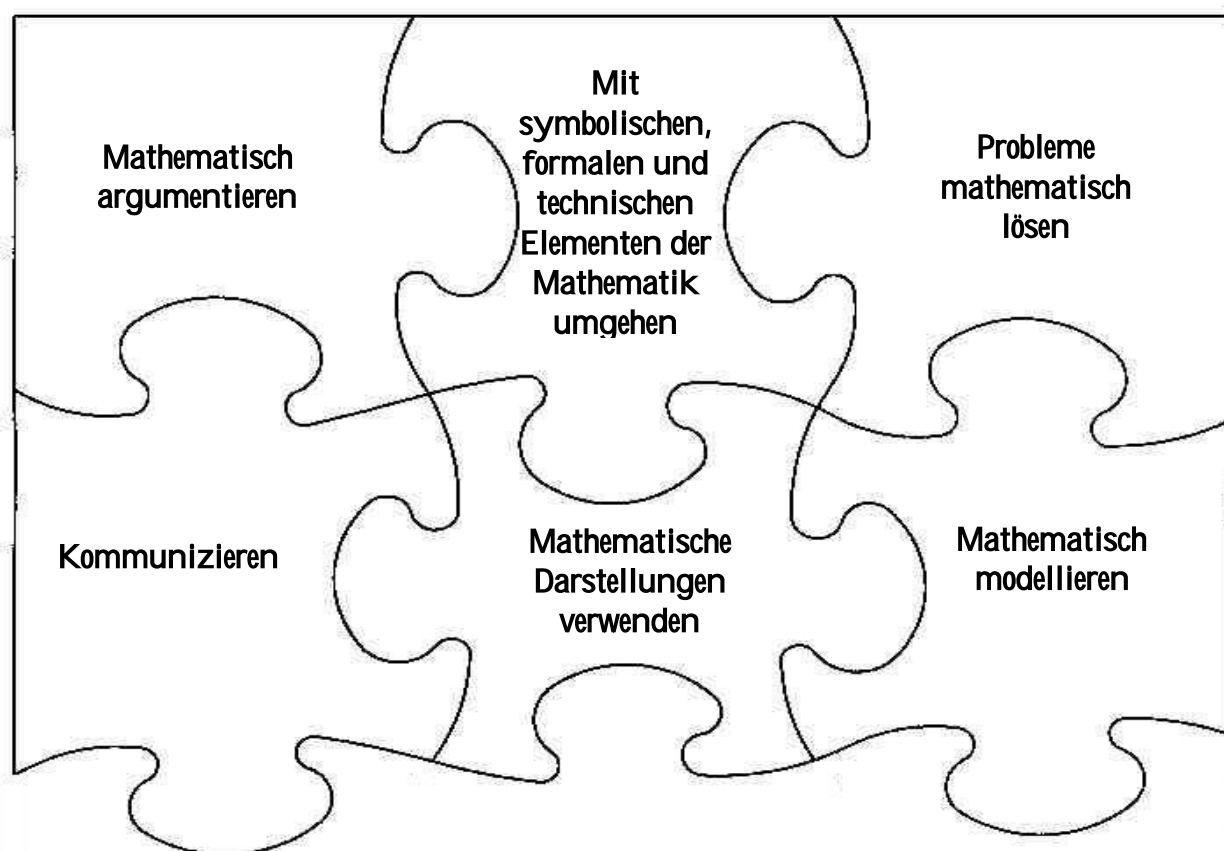 Mathematisch
argumentieren
Mit
symbolischen,
formalen und
technischen
Elementen der
Mathematik
umgehen
Probleme
mathematisch
lösen
Kommunizieren
Mathematische
Darstellungen
verwenden
Mathematisch
modellieren